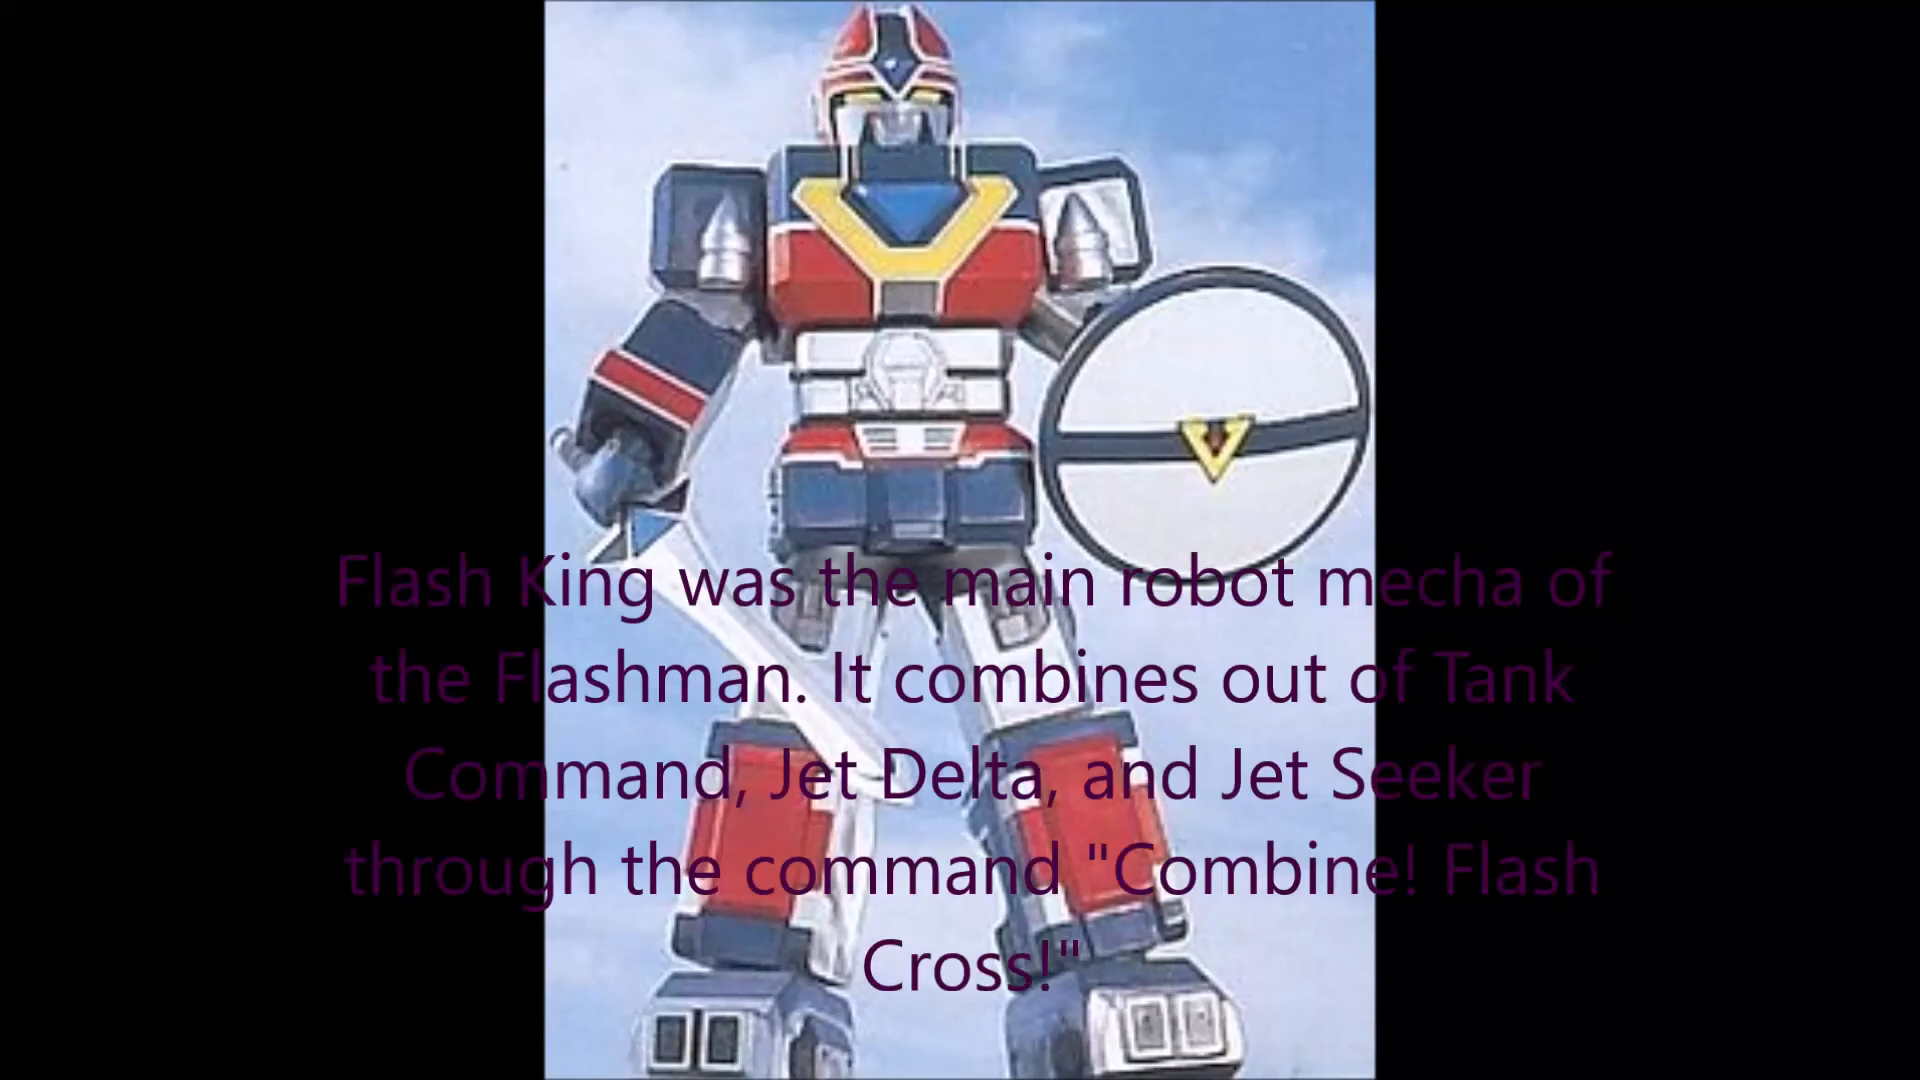 Flash King was the main robot mecha of
the Flashman. It combines out of Tank
Command, Jet Delta, and Jet Seeker
through the command "Combine! Flash
Cross!"